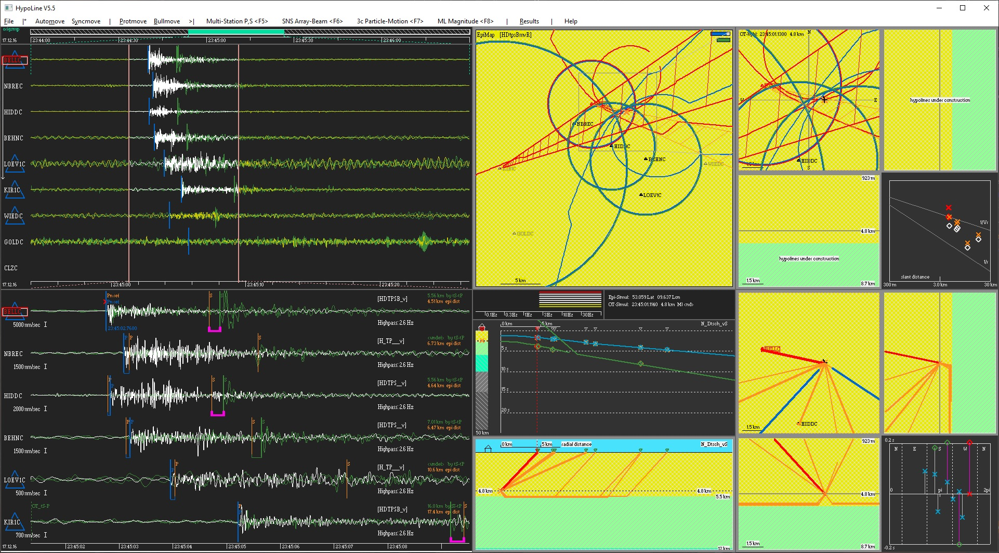 HypoLine V5.5
File |* Automove Syncmove | Protmove Bullmove >| Multi-Station P,S <F5> SNS Array-Beam <F6> 3c Particle-Motion <F7> ML Magnitude <F8> | Results | Help
origsmp
17.12.16 23:44:00 23:44:30 23:45:00 23:45:30 23:46:00
BELLC
NBREC
HIDDC
BEHNC
LOEV1C
KIR1C
WIEDC
GOLDC
CLZC
17.12.16 23:45:00 23:45:10 23:45:20
BELLC
5000 nm/sec I
Pn ref
Pn ref
23:45:02.7600
S S
[HDTPSB_v]
5.56 km by tS-tP
4.51 km epi dist
Highpass: 2.6 Hz
NBREC
1500 nm/sec I
P P S
[H_TP__v]
<undef> by tS-tP
6.73 km epi dist
Highpass: 2.6 Hz
HIDDC
2000 nm/sec I
P P S S
[HDTPS__v]
5.56 km by tS-tP
4.64 km epi dist
Highpass: 2.6 Hz
BEHNC
1500 nm/sec I
P P S S
[HDTPS__v]
7.01 km by tS-tP
6.47 km epi dist
Highpass: 2.6 Hz
LOEV1C
500 nm/sec I
P P S
[H_TP__v]
<undef> by tS-tP
10.6 km epi dist
Highpass: 2.6 Hz
OT_tS-P
KIR1C
700 nm/sec I
P S S
[HDTPSB_v]
16.0 km by tS-tP
17.4 km epi dist
Highpass: 2.6 Hz
17.12.16 23:45:02 23:45:03 23:45:04 23:45:05 23:45:06 23:45:07 23:45:08
EpiMap [HDtpsBmvR]
NBREC
HIDDC
BEHNC
KIR1C
WIEDC
LOEV1C
GOLDC
5 km
0.1Hz 0.3Hz 1Hz 3Hz 10Hz 30Hz
Epi-Simul: 53.059 Lat 09.637 Lon
OT-Simul: 23:45:01.1140 4.8 km Ml <nd>
0 km 5 km N_Dtsch_vS
5 s
10 s
15 s
20 s
50 km
0 km 5 km radial distance N_Dtsch_vS
4.8 km 4.8 km
5.5 km
12 km
OT-hybl: 23:45:01.1300 4.8 km N
W E
HIDDC
S
hypolines under construction
923 m
4.8 km
hypolines under construction
1.5 km 8.7 km
1/Vr
1/r
slant distance
300 m 3.0 km 30 km
BELLC
HIDDC
1.5 km
923 m
4.8 km
1.5 km 8.7 km
0.2 s
N E S W N
0 pi 2pi
-0.2 s